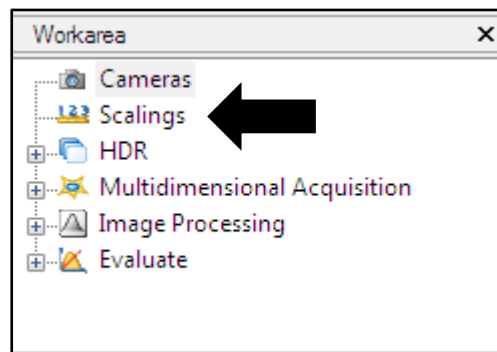 Workarea
Cameras
Scalings
HDR
Multidimensional Acquisition
Image Processing
Evaluate